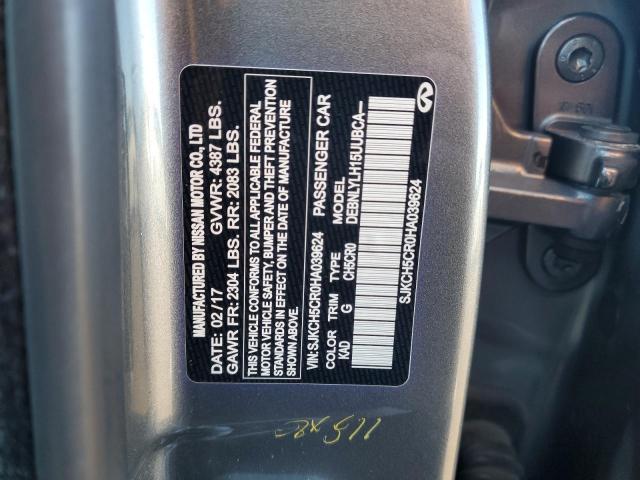 MANUFACTURED BY NISSAN MOTOR CO., LTD
DATE: 02/17 GVWR: 4387 LBS.
GAWR FR: 2304 LBS. RR: 2083 LBS.
THIS VEHICLE CONFORMS TO ALL APPLICABLE FEDERAL
MOTOR VEHICLE SAFETY, BUMPER AND THEFT PREVENTION
STANDARDS IN EFFECT ON THE DATE OF MANUFACTURE
SHOWN ABOVE.
VIN: SJKCH5CR0HA039624 PASSENGER CAR
COLOR TRIM TYPE MODEL
KAD G CH5CR0 DEBNLYLH15UUBCA-
SJKCH5CR0HA039624